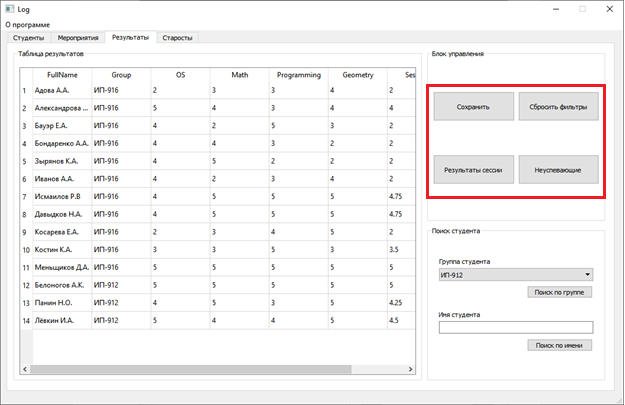 Log
О программе
Студенты Мероприятия Результаты Старосты
Таблица результатов
FullName Group OS Math Programming Geometry Ses
1 Адова А.А. ИП-916 2 3 3 4 2
2 Александрова ... ИП-916 5 4 3 4 4
3 Бауэр Е.А. ИП-916 4 2 5 3 2
4 Бондаренко А.А. ИП-916 4 4 3 2 2
5 Зырянов К.А. ИП-916 4 5 2 2 2
6 Иванов А.А. ИП-916 4 2 3 4 2
7 Исмаилов Р.В ИП-916 4 5 5 5 4.75
8 Давыдков Н.А. ИП-916 4 5 5 5 4.75
9 Косарева Е.А. ИП-916 2 3 4 5 2
10 Костин К.А. ИП-916 3 3 5 3 3.5
11 Меньщиков Д.А. ИП-916 5 5 5 5 5
12 Белоногов А.К. ИП-912 5 5 5 5 5
13 Панин Н.О. ИП-912 4 5 3 5 4.25
14 Лёвкин И.А. ИП-912 5 4 4 5 4.5
Блок управления
Сохранить Сбросить фильтры
Результаты сессии Неуспевающие
Поиск студента
Группа студента
ИП-912
Поиск по группе
Имя студента
Поиск по имени